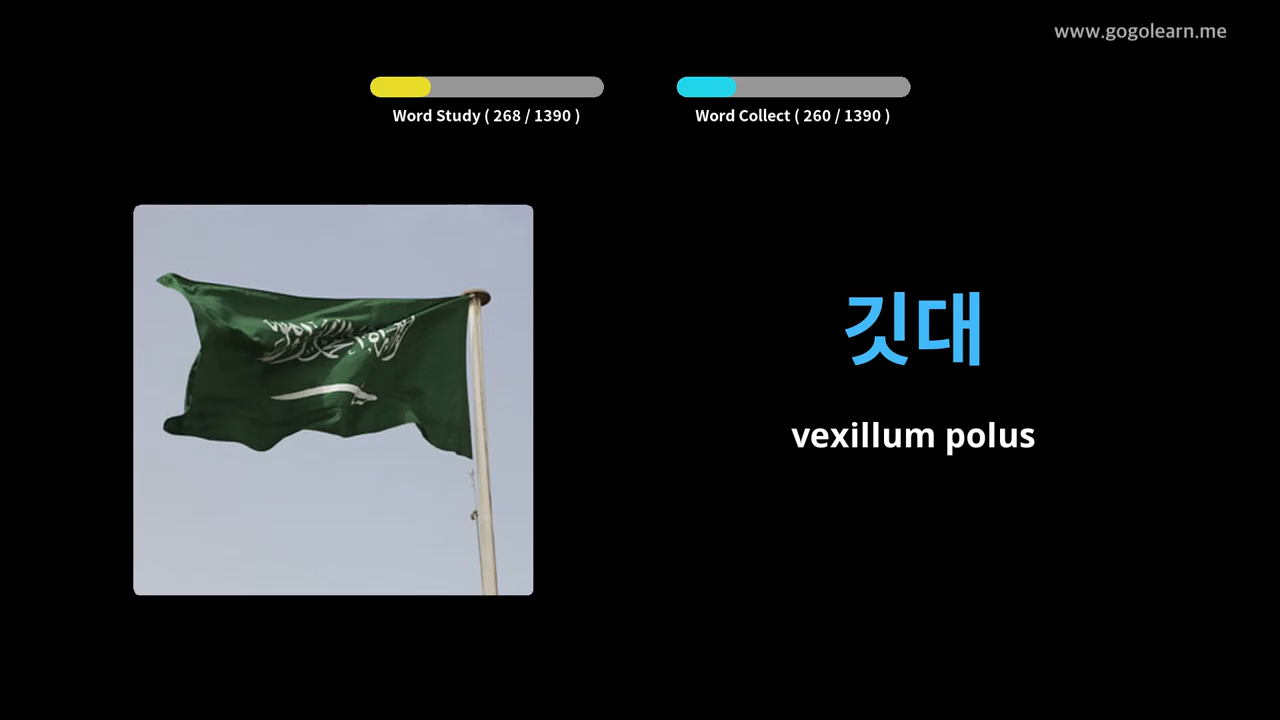 www.gogolearn.me
Word Study ( 268 / 1390 )
Word Collect ( 260 / 1390 )
깃대
vexillum polus